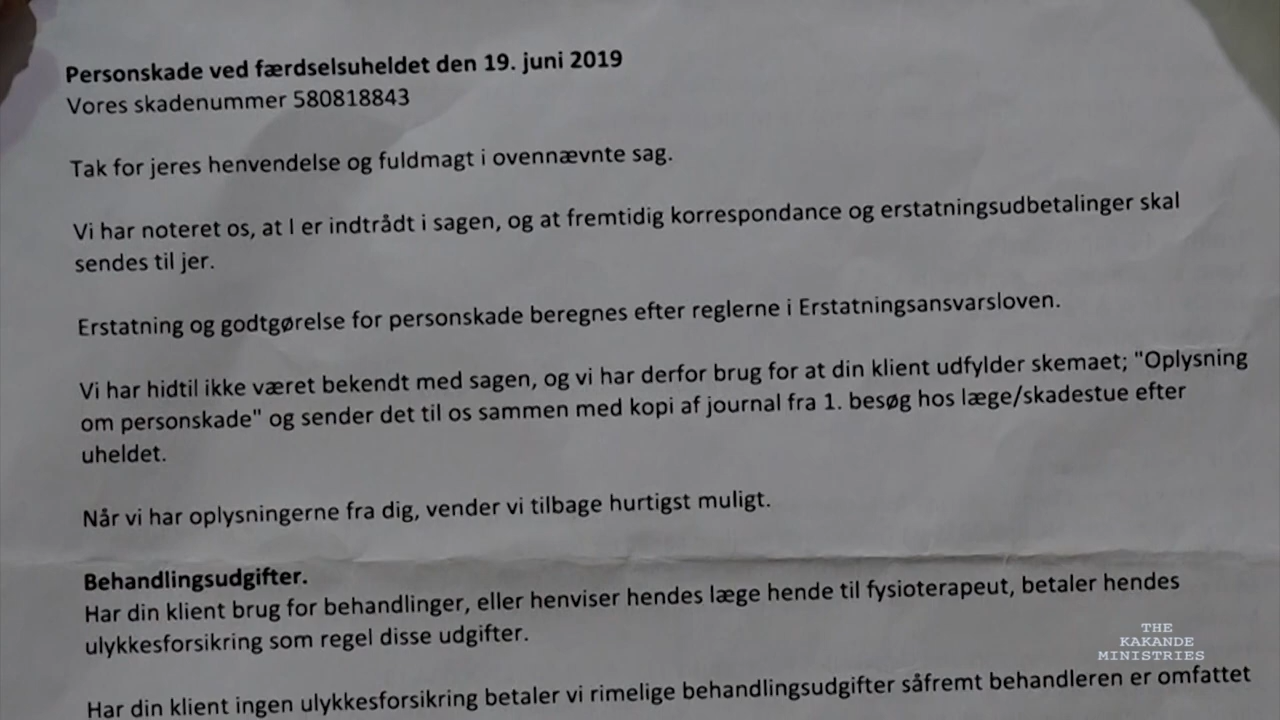 Personskade ved færdselsuheldet den 19. juni 2019
Vores skadenummer 580818843
Tak for jeres henvendelse og fuldmagt i ovennævnte sag.
Vi har noteret os, at I er indtrådt i sagen, og at fremtidig korrespondance og erstatningsudbetalinger skal
sendes til jer.
Erstatning og godtgørelse for personskade beregnes efter reglerne i Erstatningsansvarsloven.
Vi har hidtil ikke været bekendt med sagen, og vi har derfor brug for at din klient udfylder skemaet; "Oplysning
om personskade" og sender det til os sammen med kopi af journal fra 1. besøg hos læge/skadestue efter
uheldet.
Når vi har oplysningerne fra dig, vender vi tilbage hurtigst muligt.
Behandlingsudgifter.
Har din klient brug for behandlinger, eller henviser hendes læge hende til fysioterapeut, betaler hendes
ulykkesforsikring som regel disse udgifter.
Har din klient ingen ulykkesforsikring betaler vi rimelige behandlingsudgifter såfremt behandleren er omfattet
THE
KAKANDE
MINISTRIES